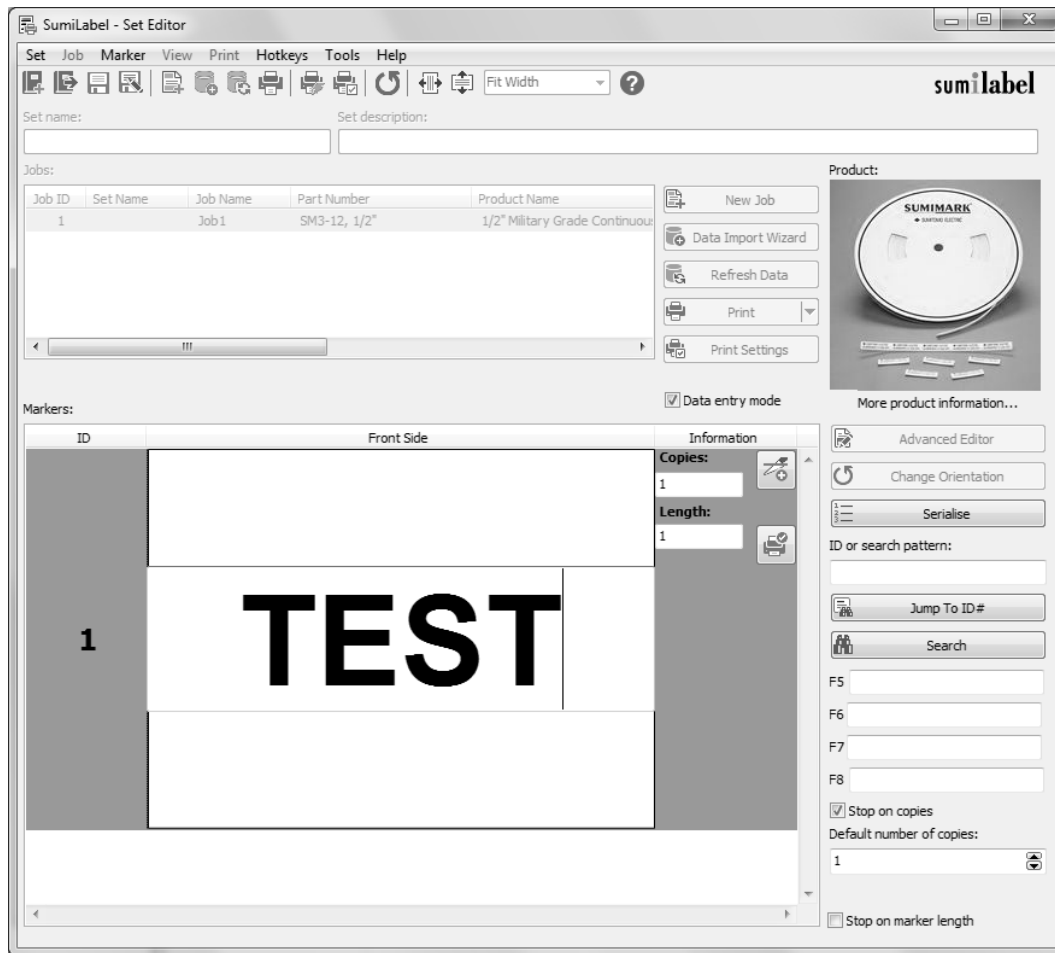 SumiLabel - Set Editor
Set Job Marker View Print Hotkeys Tools Help
Fit Width
sumilabel
Set name: Set description:
Jobs: Product:
Job ID Set Name Job Name Part Number Product Name
1 Job1 SM3-12, 1/2" 1/2" Military Grade Continuou
New Job
Data Import Wizard
Refresh Data
Print
Print Settings
SUMIMARK
SUMITOMO ELECTRIC
Data entry mode
More product information...
Markers:
ID Front Side Information
Advanced Editor
Copies:
1
Change Orientation
Length:
1
Serialise
ID or search pattern:
1 TEST
Jump To ID#
Search
F5
F6
F7
F8
Stop on copies
Default number of copies:
1
Stop on marker length